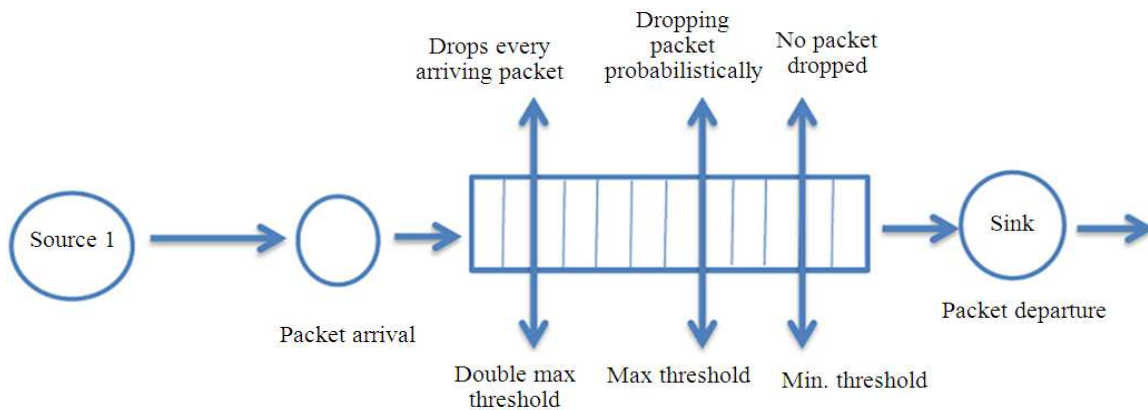 Drops every
arriving packet
Dropping
packet
probabilistically
No packet
dropped
Source 1
Packet arrival
Sink
Packet departure
Double max
threshold
Max threshold
Min. threshold